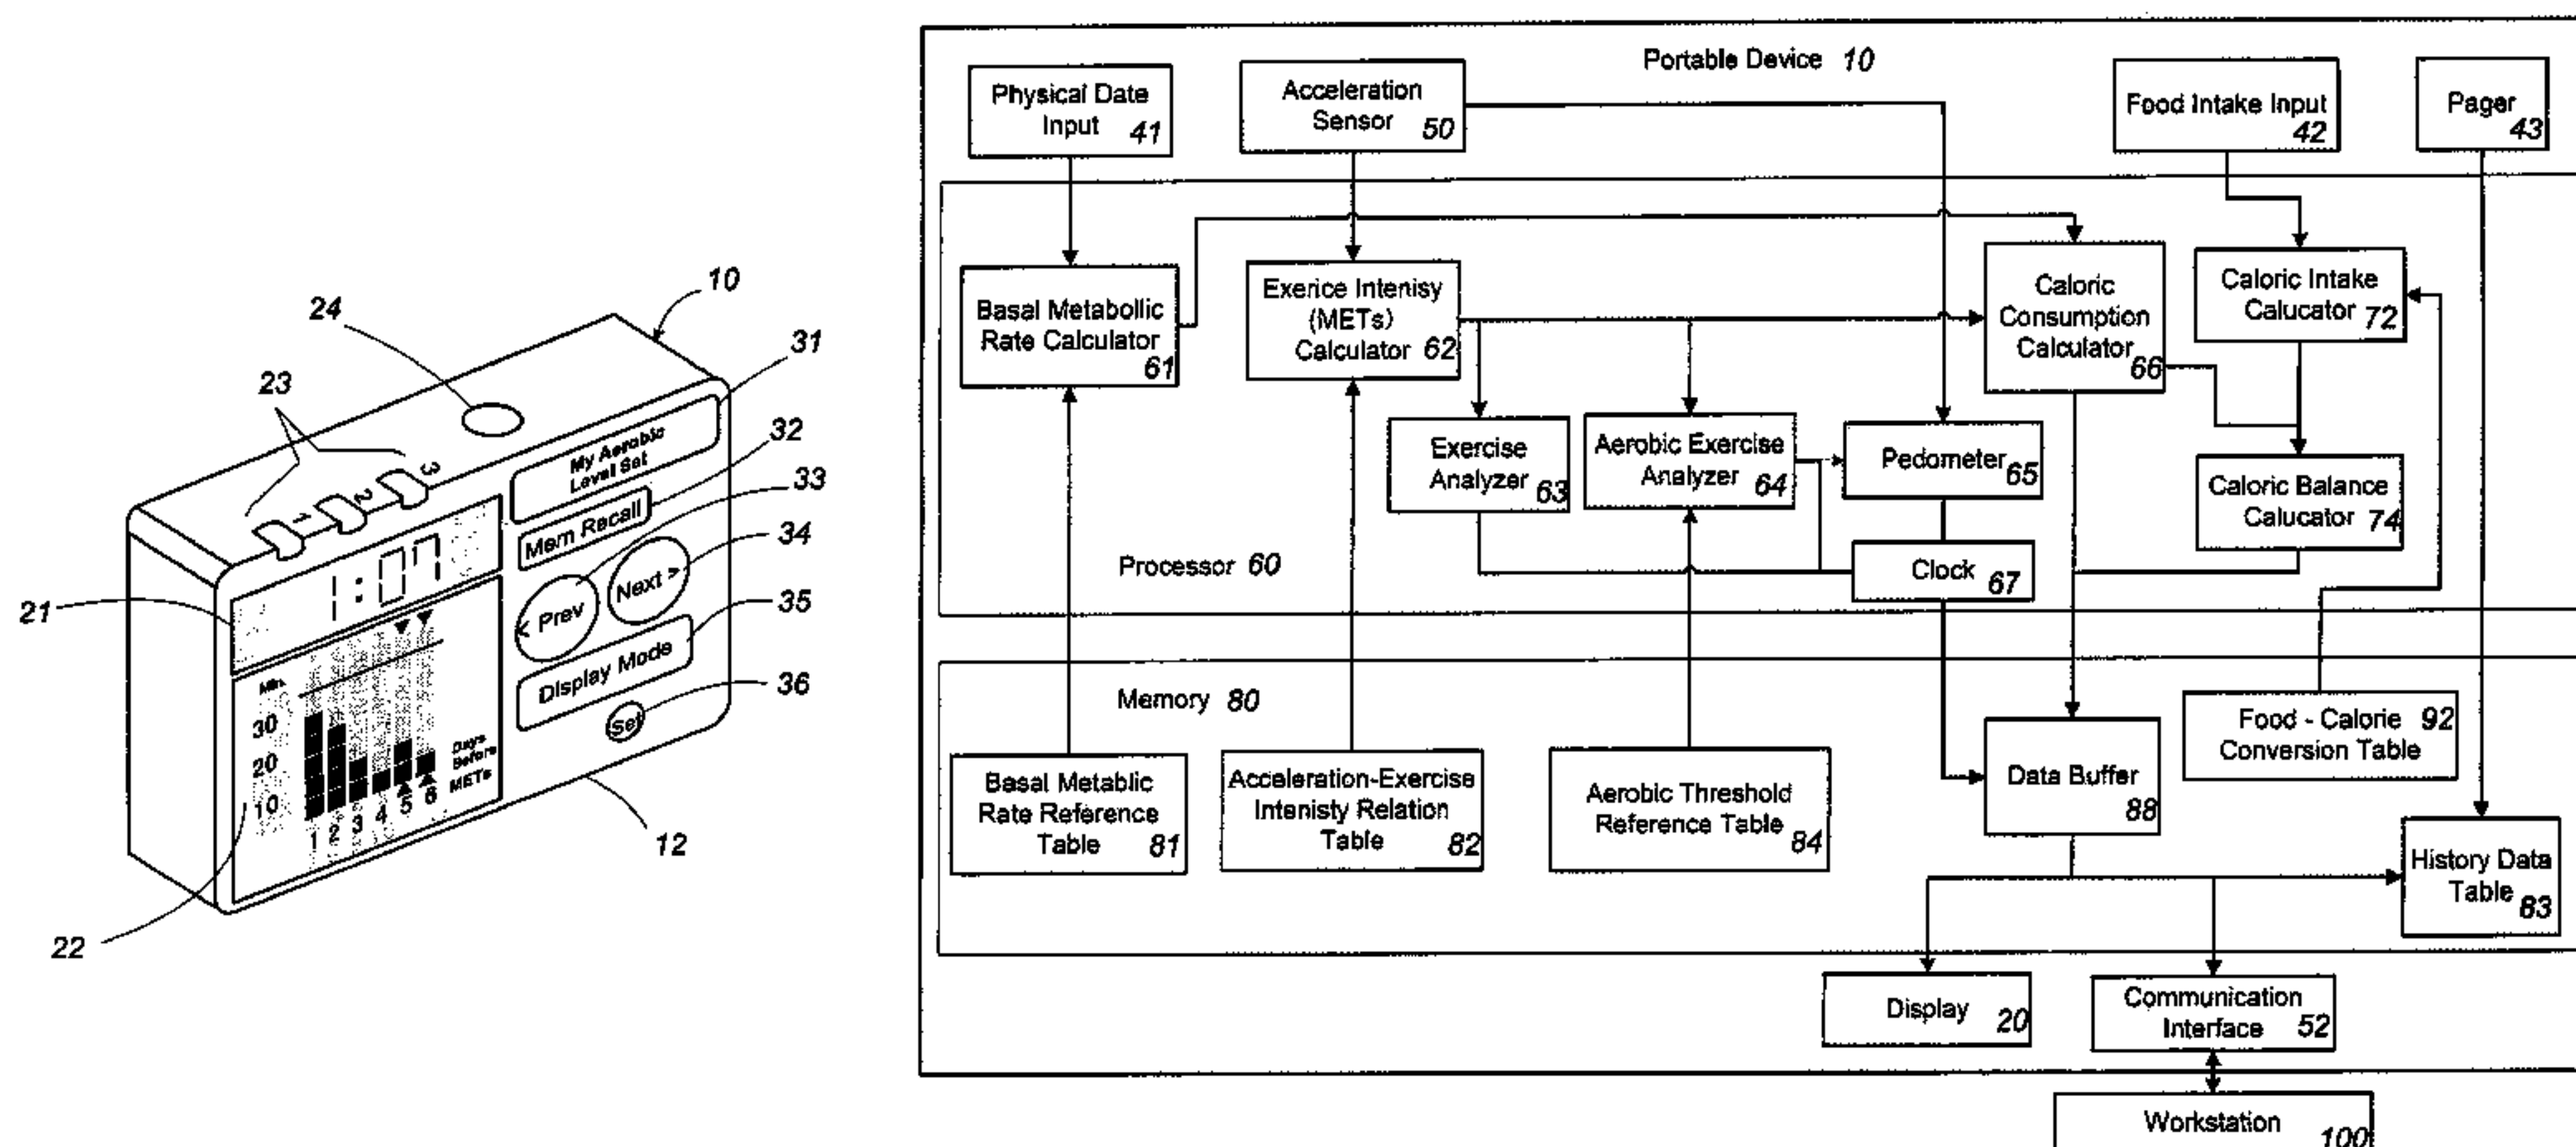 10
24
31
23
32
33
34
35
21
36
12
22
1
2
3
My Aerobic
Level Set
Mem Recall
< Prev
Next >
Display Mode
Set
1:07
Min.
30
20
10
1 2 3 4 5 6
Days
Before
METs
Portable Device 10
Physical Date
Input 41
Acceleration
Sensor 50
Food Intake Input
42
Pager
43
Basal Metabollic
Rate Calculator
61
Exerice Intenisy
(METs)
Calculator 62
Caloric
Consumption
Calculator
66
Caloric Intake
Calucator 72
Exercise
Analyzer 63
Aerobic Exercise
Analyzer 64
Pedometer 65
Caloric Balance
Calucator 74
Processor 60
Clock
67
Memory 80
Basal Metablic
Rate Reference
Table 81
Acceleration-Exercise
Intenisty Relation
Table 82
Aerobic Threshold
Reference Table
84
Data Buffer
88
Food - Calorie 92
Conversion Table
History Data
Table
83
Display 20
Communication
Interface 52
Workstation
100